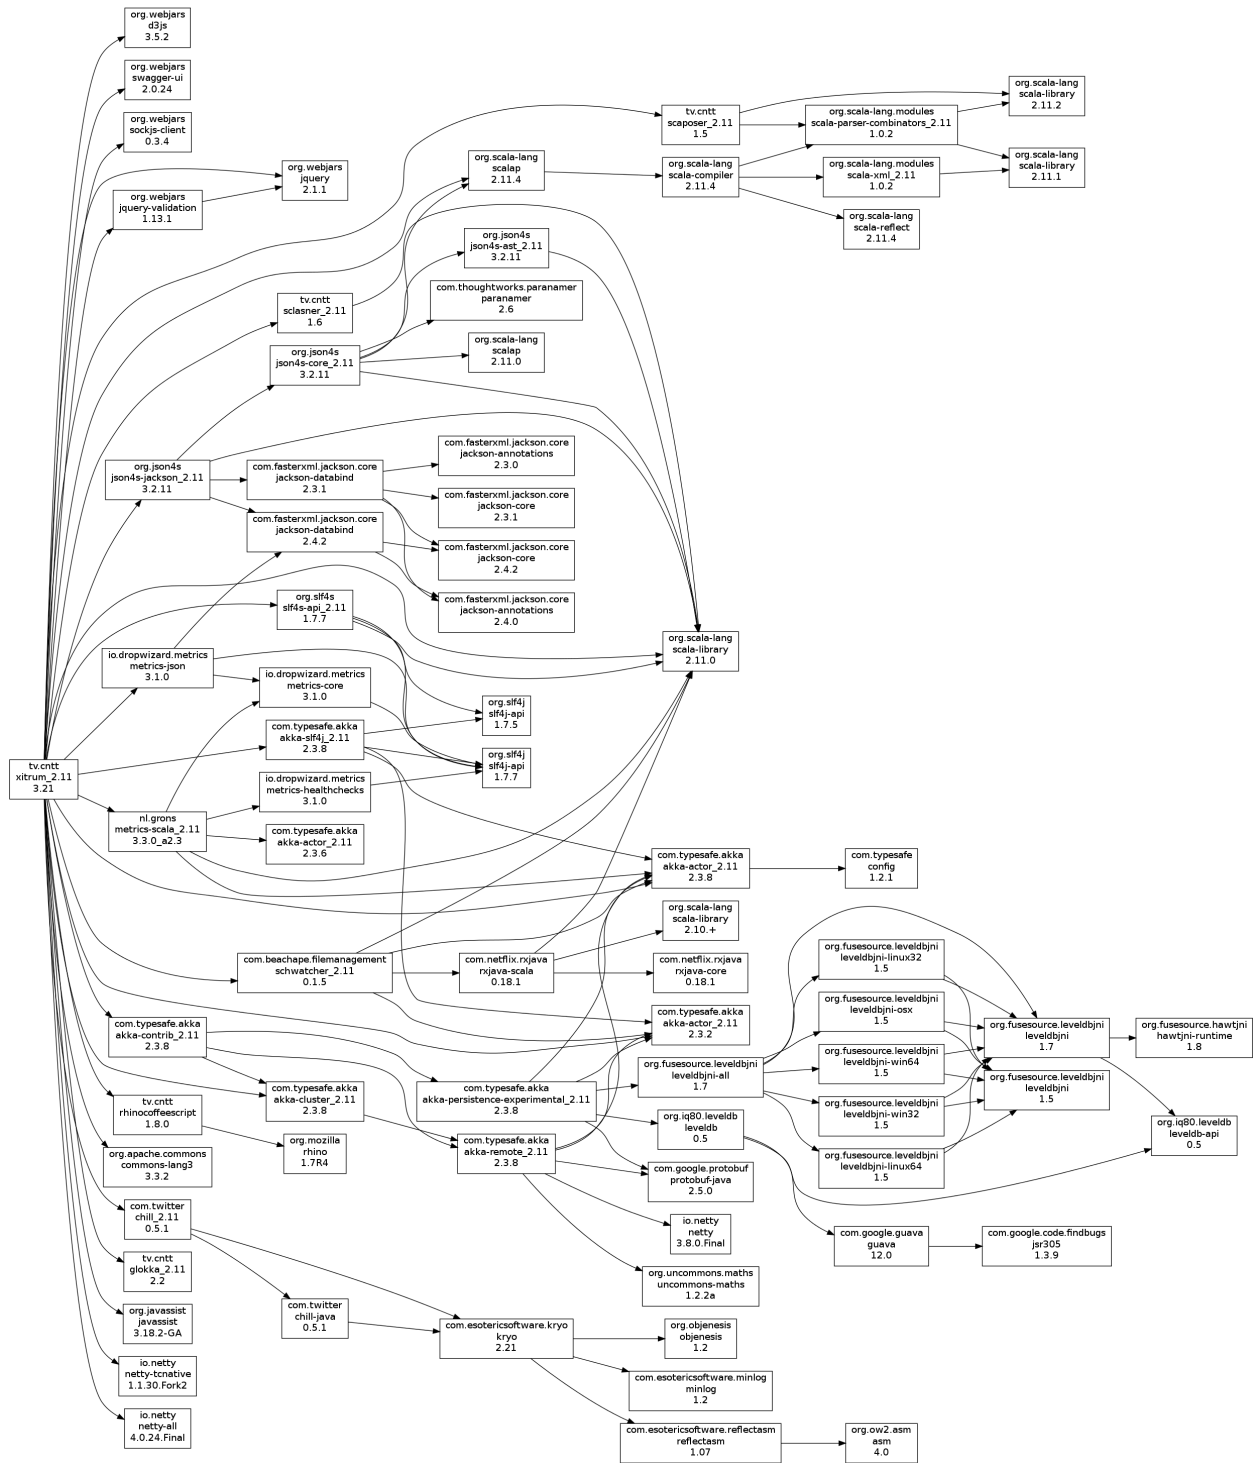 org.webjars
d3js
3.5.2
org.webjars
swagger-ui
2.0.24
org.webjars
sockjs-client
0.3.4
org.webjars
jquery
2.1.1
org.webjars
jquery-validation
1.13.1
tv.cntt
scaposer_2.11
1.5
org.scala-lang
scala-library
2.11.2
org.scala-lang.modules
scala-parser-combinators_2.11
1.0.2
org.scala-lang
scalap
2.11.4
org.scala-lang
scala-compiler
2.11.4
org.scala-lang.modules
scala-xml_2.11
1.0.2
org.scala-lang
scala-library
2.11.1
org.scala-lang
scala-reflect
2.11.4
org.json4s
json4s-ast_2.11
3.2.11
com.thoughtworks.paranamer
paranamer
2.6
tv.cntt
sclasner_2.11
1.6
org.json4s
json4s-core_2.11
3.2.11
org.scala-lang
scalap
2.11.0
org.json4s
json4s-jackson_2.11
3.2.11
com.fasterxml.jackson.core
jackson-databind
2.3.1
com.fasterxml.jackson.core
jackson-annotations
2.3.0
com.fasterxml.jackson.core
jackson-core
2.3.1
com.fasterxml.jackson.core
jackson-databind
2.4.2
com.fasterxml.jackson.core
jackson-core
2.4.2
com.fasterxml.jackson.core
jackson-annotations
2.4.0
org.slf4s
slf4s-api_2.11
1.7.7
org.scala-lang
scala-library
2.11.0
io.dropwizard.metrics
metrics-json
3.1.0
io.dropwizard.metrics
metrics-core
3.1.0
org.slf4j
slf4j-api
1.7.5
com.typesafe.akka
akka-slf4j_2.11
2.3.8
org.slf4j
slf4j-api
1.7.7
tv.cntt
xitrum_2.11
3.21
io.dropwizard.metrics
metrics-healthchecks
3.1.0
nl.grons
metrics-scala_2.11
3.3.0_a2.3
com.typesafe.akka
akka-actor_2.11
2.3.6
com.typesafe.akka
akka-actor_2.11
2.3.8
com.typesafe
config
1.2.1
org.scala-lang
scala-library
2.10.+
com.beachape.filemanagement
schwatcher_2.11
0.1.5
com.netflix.rxjava
rxjava-scala
0.18.1
com.netflix.rxjava
rxjava-core
0.18.1
org.fusesource.leveldbjni
leveldbjni-linux32
1.5
com.typesafe.akka
akka-contrib_2.11
2.3.8
com.typesafe.akka
akka-actor_2.11
2.3.2
org.fusesource.leveldbjni
leveldbjni-osx
1.5
org.fusesource.leveldbjni
leveldbjni
1.7
org.fusesource.hawtjni
hawtjni-runtime
1.8
org.fusesource.leveldbjni
leveldbjni-all
1.7
org.fusesource.leveldbjni
leveldbjni-win64
1.5
org.fusesource.leveldbjni
leveldbjni
1.5
com.typesafe.akka
akka-cluster_2.11
2.3.8
com.typesafe.akka
akka-persistence-experimental_2.11
2.3.8
org.fusesource.leveldbjni
leveldbjni-win32
1.5
tv.cntt
rhinocoffeescript
1.8.0
org.iq80.leveldb
leveldb
0.5
org.iq80.leveldb
leveldb-api
0.5
org.mozilla
rhino
1.7R4
com.typesafe.akka
akka-remote_2.11
2.3.8
org.fusesource.leveldbjni
leveldbjni-linux64
1.5
org.apache.commons
commons-lang3
3.3.2
com.google.protobuf
protobuf-java
2.5.0
com.twitter
chill_2.11
0.5.1
io.netty
netty
3.8.0.Final
com.google.guava
guava
12.0
com.google.code.findbugs
jsr305
1.3.9
tv.cntt
glokka_2.11
2.2
org.uncommons.maths
uncommons-maths
1.2.2a
org.javassist
javassist
3.18.2-GA
com.twitter
chill-java
0.5.1
com.esotericsoftware.kryo
kryo
2.21
org.objenesis
objenesis
1.2
io.netty
netty-tcnative
1.1.30.Fork2
com.esotericsoftware.minlog
minlog
1.2
io.netty
netty-all
4.0.24.Final
com.esotericsoftware.reflectasm
reflectasm
1.07
org.ow2.asm
asm
4.0